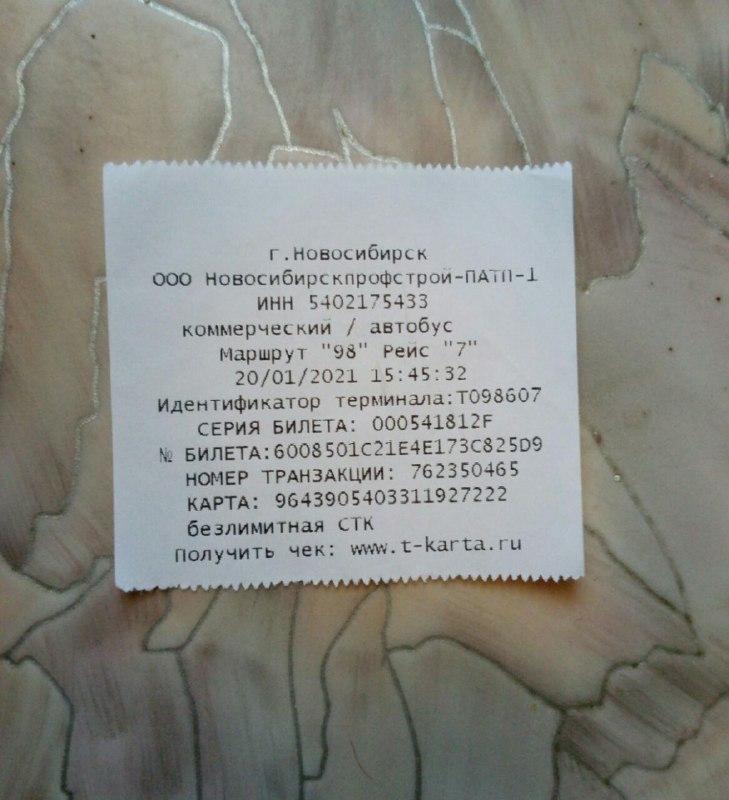 г.Новосибирск
ООО Новосибирскпрофстрой-ПАТП-1
ИНН 5402175433
коммерческий / автобус
Маршрут "98" Рейс "7"
20/01/2021 15:45:32
Идентификатор терминала:T098607
СЕРИЯ БИЛЕТА: 000541812F
№ БИЛЕТА:6008501C21E4E173C825D9
НОМЕР ТРАНЗАКЦИИ: 762350465
КАРТА: 9643905403311927222
безлимитная СТК
Получить чек: www.t-karta.ru